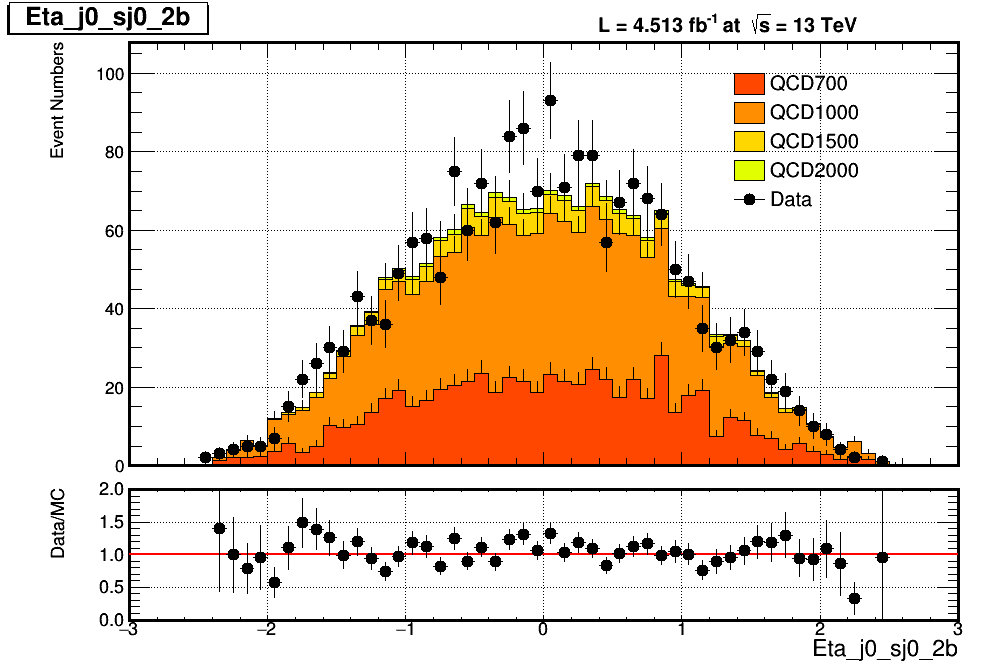 Eta_j0_sj0_2b
L = 4.513 fb⁻¹ at √s = 13 TeV
Event Numbers
100
80
60
40
20
0
QCD700
QCD1000
QCD1500
QCD2000
Data
Data/MC
2.0
1.5
1.0
0.5
0.0
−3 −2 −1 0 1 2 3
Eta_j0_sj0_2b